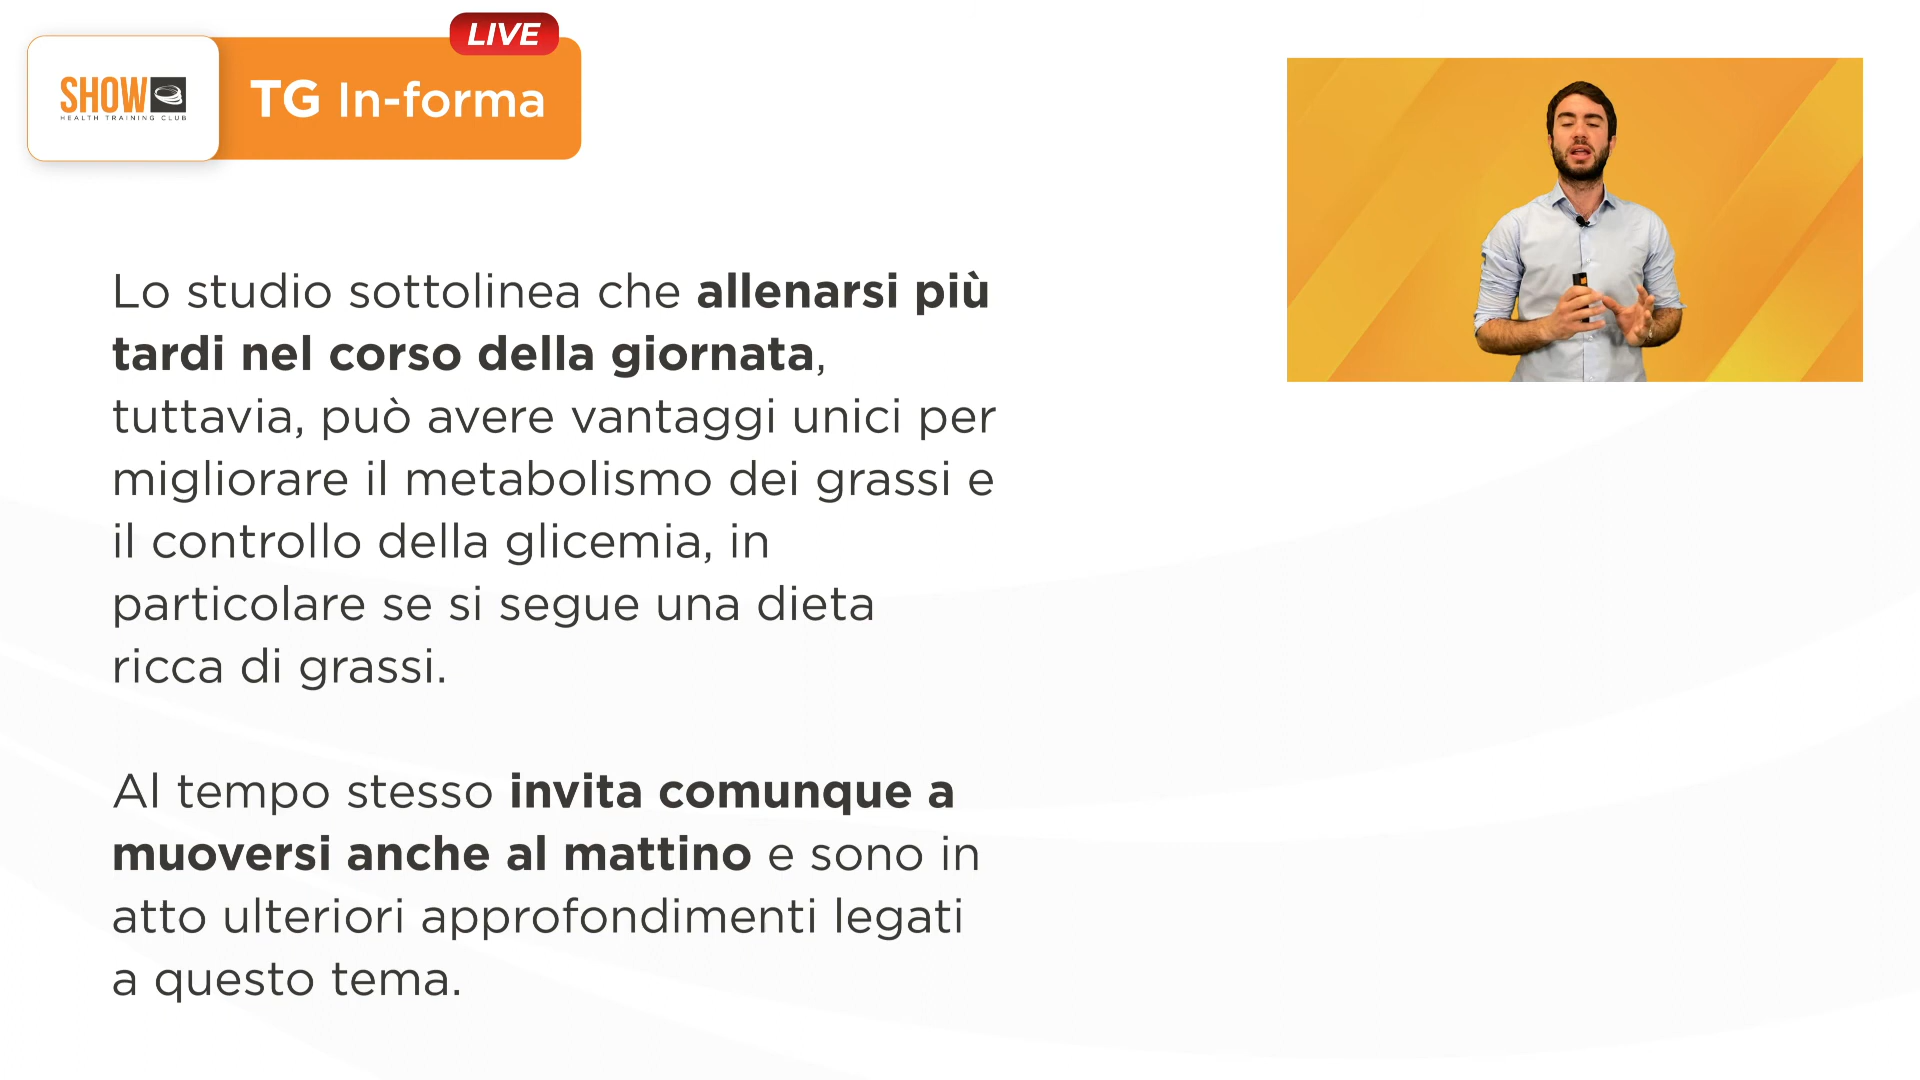 LIVE
SHOW
HEALTH TRAINING CLUB
TG In-forma
Lo studio sottolinea che allenarsi più
tardi nel corso della giornata,
tuttavia, può avere vantaggi unici per
migliorare il metabolismo dei grassi e
il controllo della glicemia, in
particolare se si segue una dieta
ricca di grassi.
Al tempo stesso invita comunque a
muoversi anche al mattino e sono in
atto ulteriori approfondimenti legati
a questo tema.